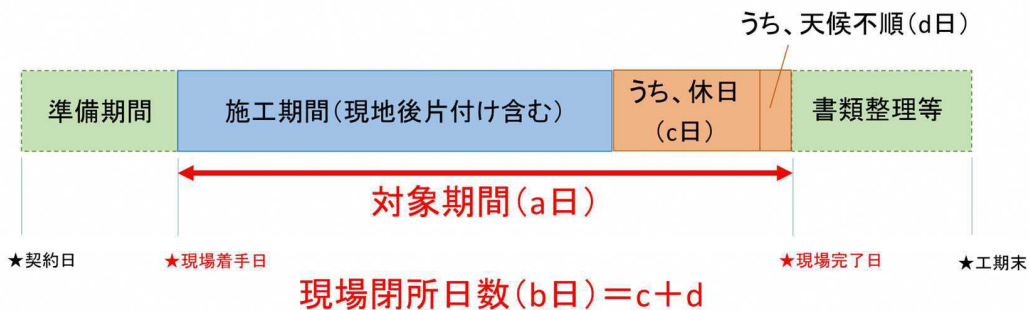 うち、天候不順(d日)
準備期間
施工期間(現地後片付け含む)
うち、休日
(c日)
書類整理等
対象期間(a日)
★契約日
★現場着手日
★現場完了日
★工期末
現場閉所日数(b日)=c+d